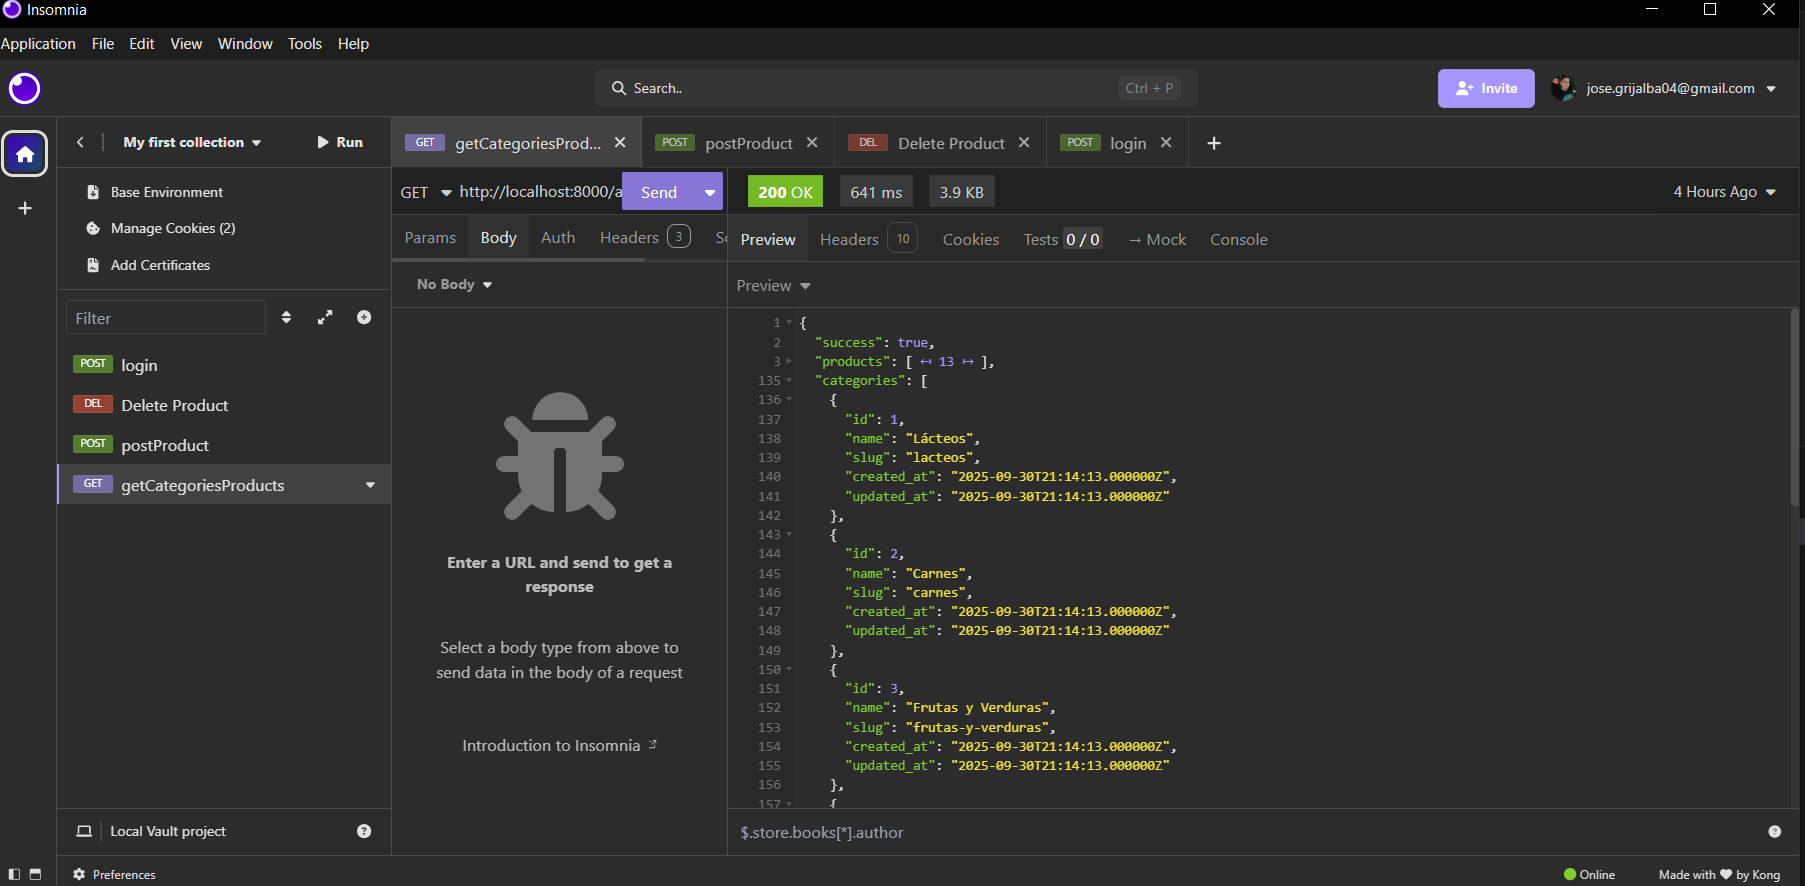 Insomnia
Application File Edit View Window Tools Help
Search.. Ctrl + P
Invite
jose.grijalba04@gmail.com
My first collection
Run
GET getCategoriesProd...
POST postProduct
DEL Delete Product
POST login
Base Environment
Manage Cookies (2)
Add Certificates
Filter
POST login
DEL Delete Product
POST postProduct
GET getCategoriesProducts
Local Vault project
GET http://localhost:8000/a Send
Params Body Auth Headers 3
No Body
Enter a URL and send to get a
response
Select a body type from above to
send data in the body of a request
Introduction to Insomnia
200 OK 641 ms 3.9 KB 4 Hours Ago
Preview Headers 10 Cookies Tests 0 / 0 → Mock Console
Preview
1 {
2 "success": true,
3 "products": [ ↤ 13 ↦ ],
135 "categories": [
136 {
137 "id": 1,
138 "name": "Lácteos",
139 "slug": "lacteos",
140 "created_at": "2025-09-30T21:14:13.000000Z",
141 "updated_at": "2025-09-30T21:14:13.000000Z"
142 },
143 {
144 "id": 2,
145 "name": "Carnes",
146 "slug": "carnes",
147 "created_at": "2025-09-30T21:14:13.000000Z",
148 "updated_at": "2025-09-30T21:14:13.000000Z"
149 },
150 {
151 "id": 3,
152 "name": "Frutas y Verduras",
153 "slug": "frutas-y-verduras",
154 "created_at": "2025-09-30T21:14:13.000000Z",
155 "updated_at": "2025-09-30T21:14:13.000000Z"
156 },
157 {
$.store.books[*].author
Preferences
Online
Made with ♥ by Kong